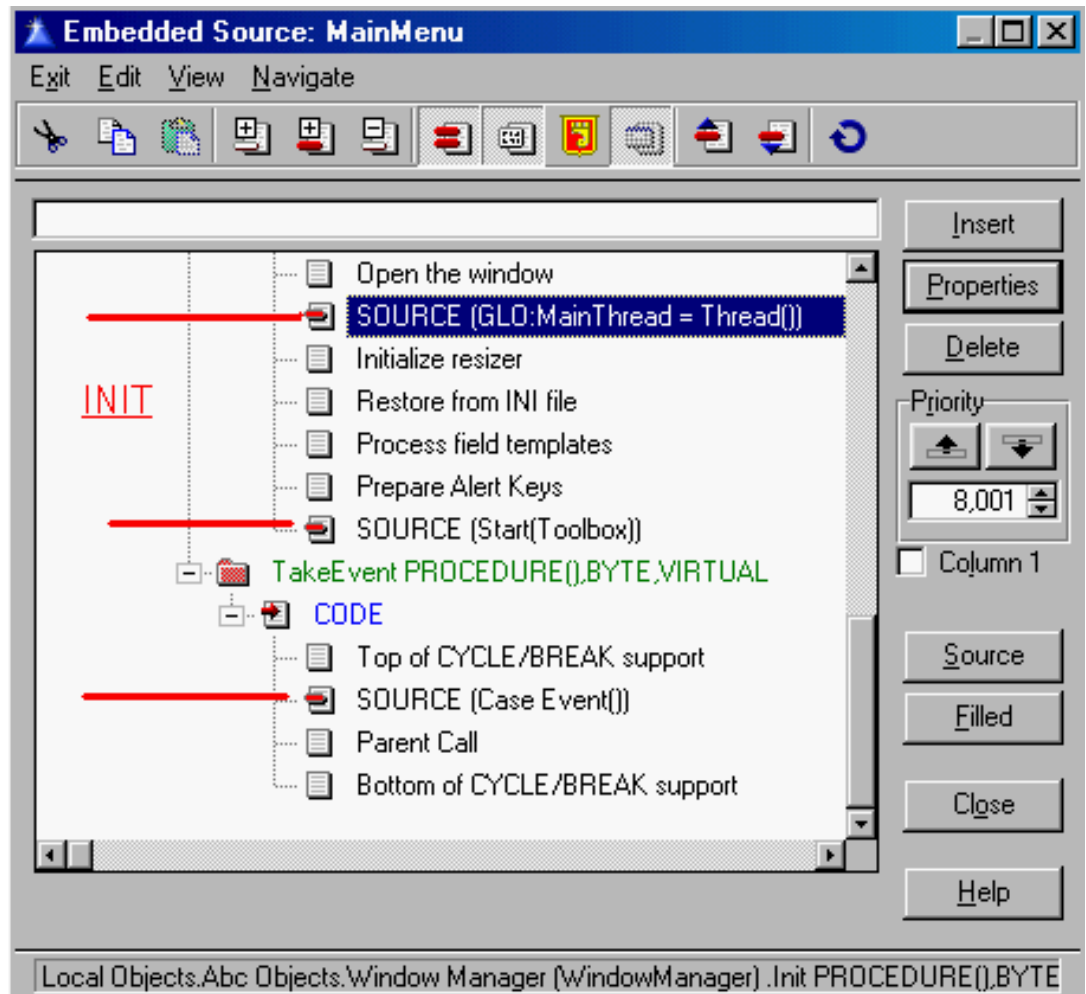 Embedded Source: MainMenu
Exit Edit View Navigate
Insert
Open the window
Properties
SOURCE (GLO:MainThread = Thread())
Delete
Initialize resizer
INIT
Restore from INI file
Priority
Process field templates
Prepare Alert Keys
8,001
SOURCE (Start(Toolbox))
TakeEvent PROCEDURE(),BYTE,VIRTUAL
Column 1
CODE
Top of CYCLE/BREAK support
Source
SOURCE (Case Event())
Filled
Parent Call
Bottom of CYCLE/BREAK support
Close
Help
Local Objects.Abc Objects.Window Manager (WindowManager) .Init PROCEDURE(),BYTE